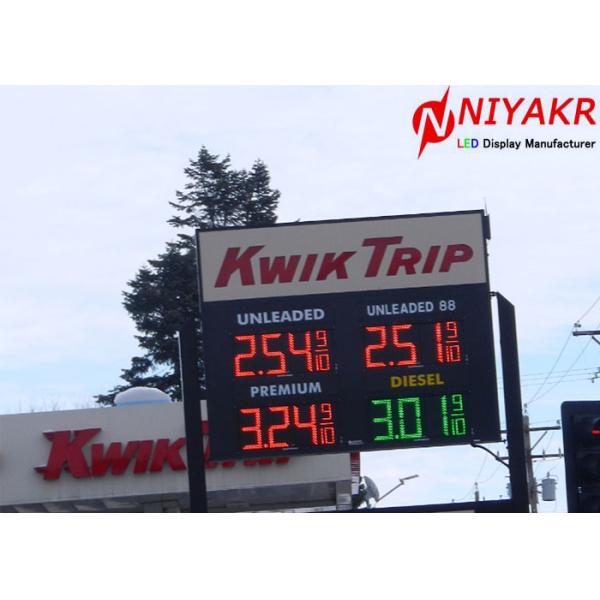 NIYAKR
LED Display Manufacturer
KWIK TRIP
UNLEADED
UNLEADED 88
2.54 9/10
2.51 9/10
PREMIUM
DIESEL
3.24 9/10
3.01 9/10
KWIK